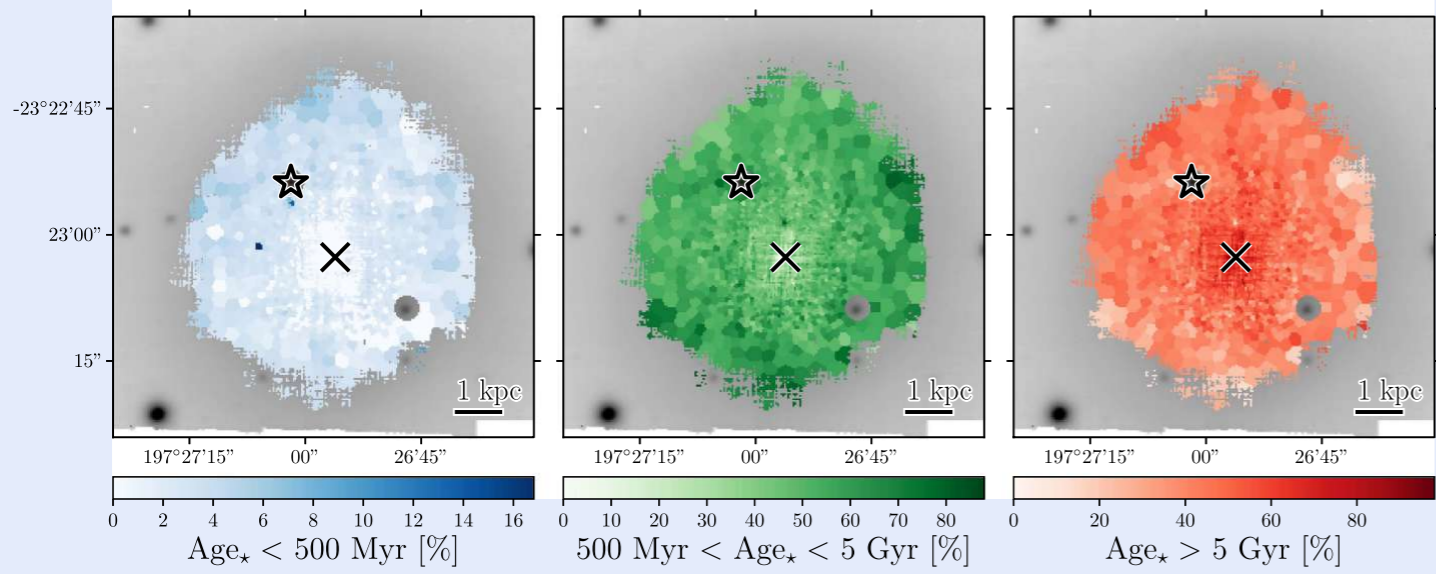 -23°22'45"
23'00"
15"
1 kpc
1 kpc
1 kpc
197°27'15" 00" 26'45"
197°27'15" 00" 26'45"
197°27'15" 00" 26'45"
0 2 4 6 8 10 12 14 16
0 10 20 30 40 50 60 70 80
0 20 40 60 80
Age⋆ < 500 Myr [%]
500 Myr < Age⋆ < 5 Gyr [%]
Age⋆ > 5 Gyr [%]